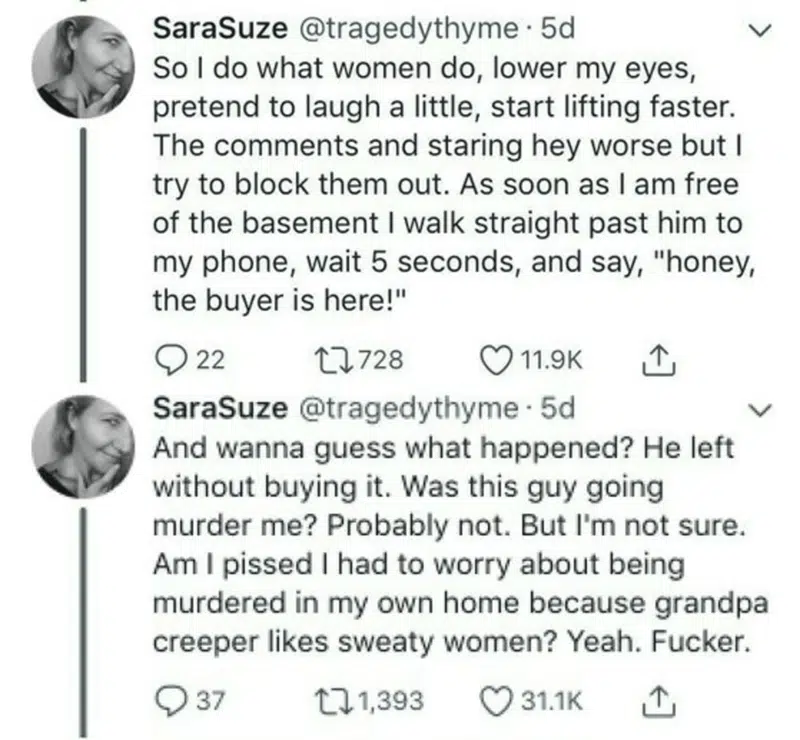 SaraSuze @tragedythyme · 5d
So I do what women do, lower my eyes,
pretend to laugh a little, start lifting faster.
The comments and staring hey worse but I
try to block them out. As soon as I am free
of the basement I walk straight past him to
my phone, wait 5 seconds, and say, "honey,
the buyer is here!"
22 728 11.9K
SaraSuze @tragedythyme · 5d
And wanna guess what happened? He left
without buying it. Was this guy going
murder me? Probably not. But I'm not sure.
Am I pissed I had to worry about being
murdered in my own home because grandpa
creeper likes sweaty women? Yeah. Fucker.
37 1,393 31.1K